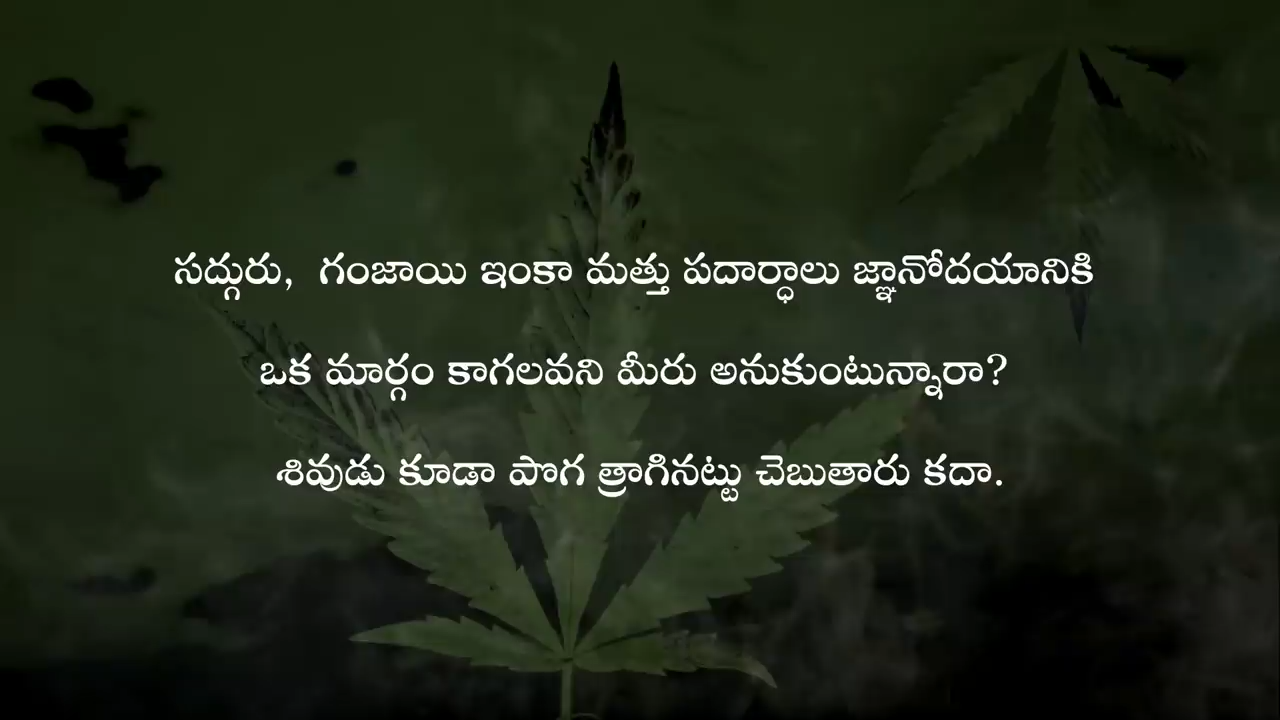 సద్గురు, గంజాయి ఇంకా మత్తు పదార్ధాలు జ్ఞానోదయానికి
ఒక మార్గం కాగలవని మీరు అనుకుంటున్నారా?
శివుడు కూడా పొగ త్రాగినట్టు చెబుతారు కదా.